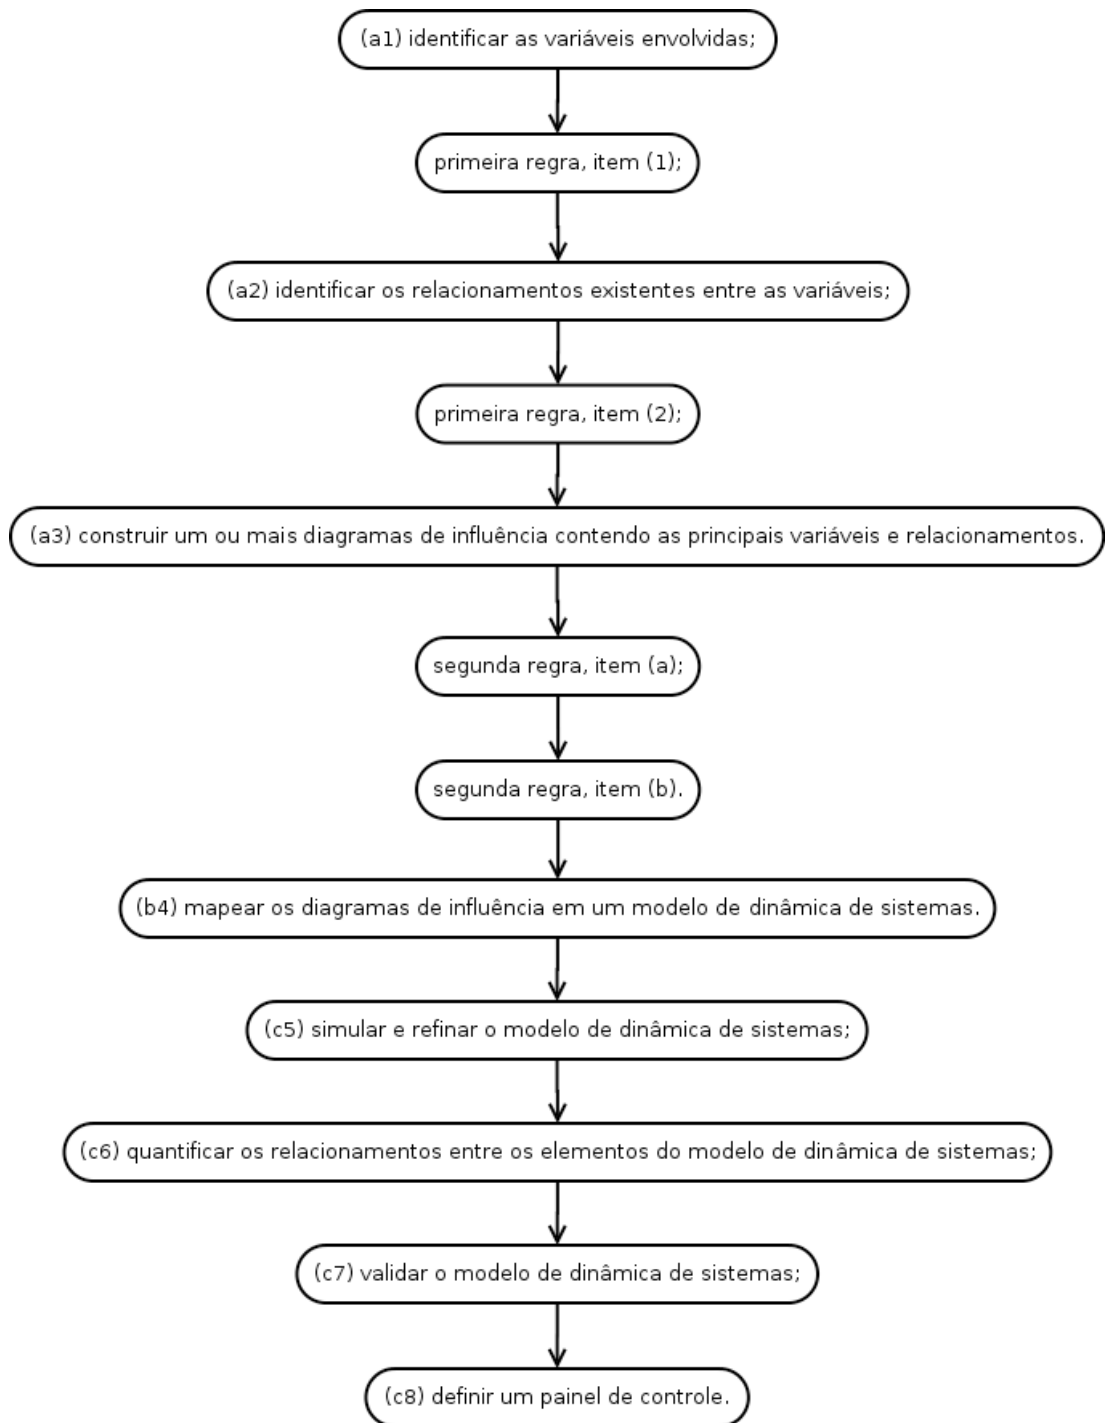 (a1) identificar as variáveis envolvidas;
primeira regra, item (1);
(a2) identificar os relacionamentos existentes entre as variáveis;
primeira regra, item (2);
(a3) construir um ou mais diagramas de influência contendo as principais variáveis e relacionamentos.
segunda regra, item (a);
segunda regra, item (b).
(b4) mapear os diagramas de influência em um modelo de dinâmica de sistemas.
(c5) simular e refinar o modelo de dinâmica de sistemas;
(c6) quantificar os relacionamentos entre os elementos do modelo de dinâmica de sistemas;
(c7) validar o modelo de dinâmica de sistemas;
(c8) definir um painel de controle.